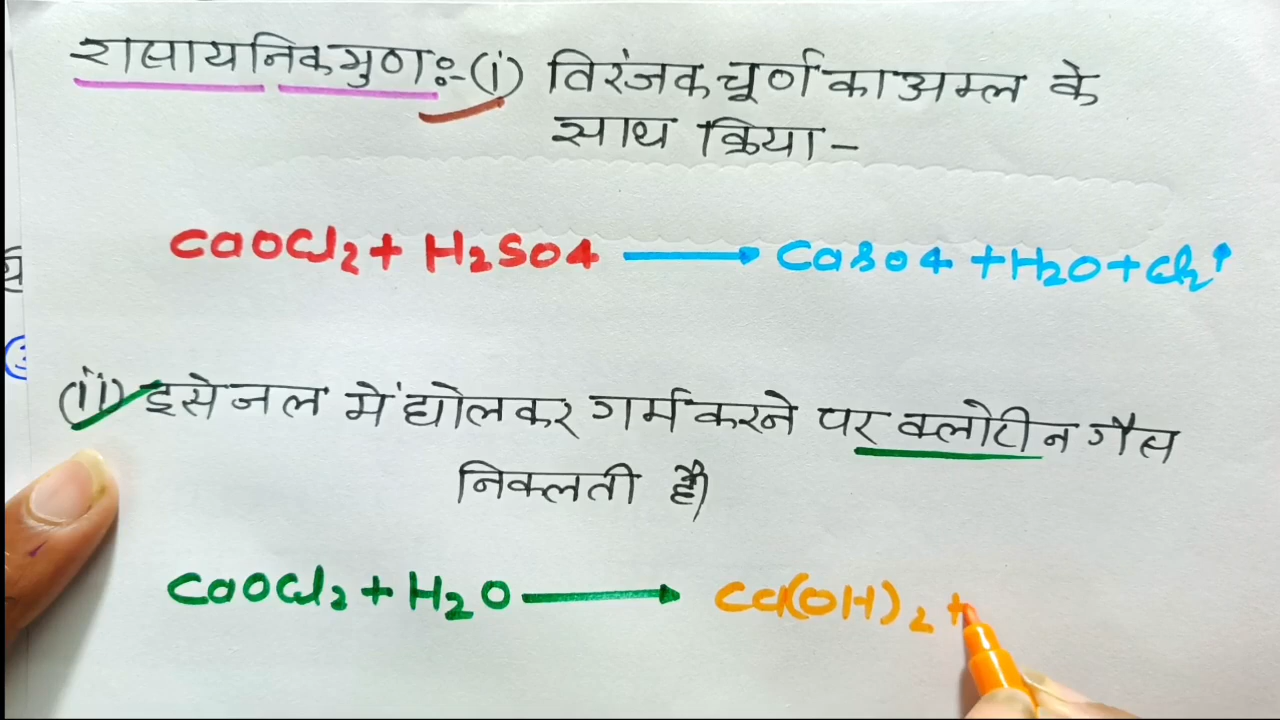 रासायनिक गुण:-(i) विरंजक चूर्ण का अम्ल के
साथ क्रिया-
CaOCl2 + H2SO4 → CaSO4 + H2O + Cl2↑
(ii) इसे जल में घोलकर गर्म करने पर क्लोरीन गैस
निकलती है।
CaOCl2 + H2O → Ca(OH)2 +